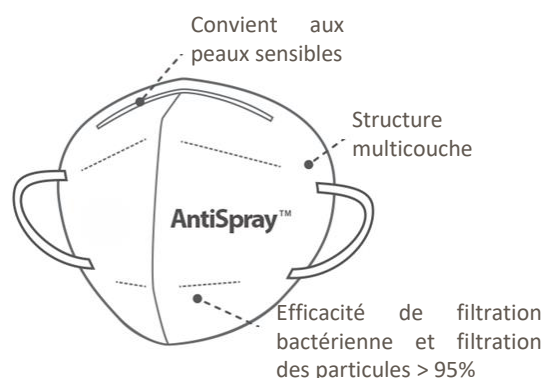 Convient aux
peaux sensibles
Structure
multicouche
AntiSpray™
Efficacité de filtration
bactérienne et filtration
des particules > 95%